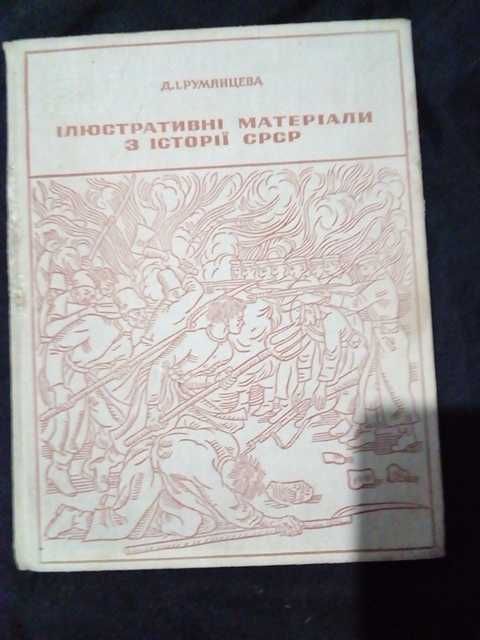 Д.І.РУМЯНЦЕВА
ІЛЮСТРАТИВНІ МАТЕРІАЛИ
З ІСТОРІЇ СРСР